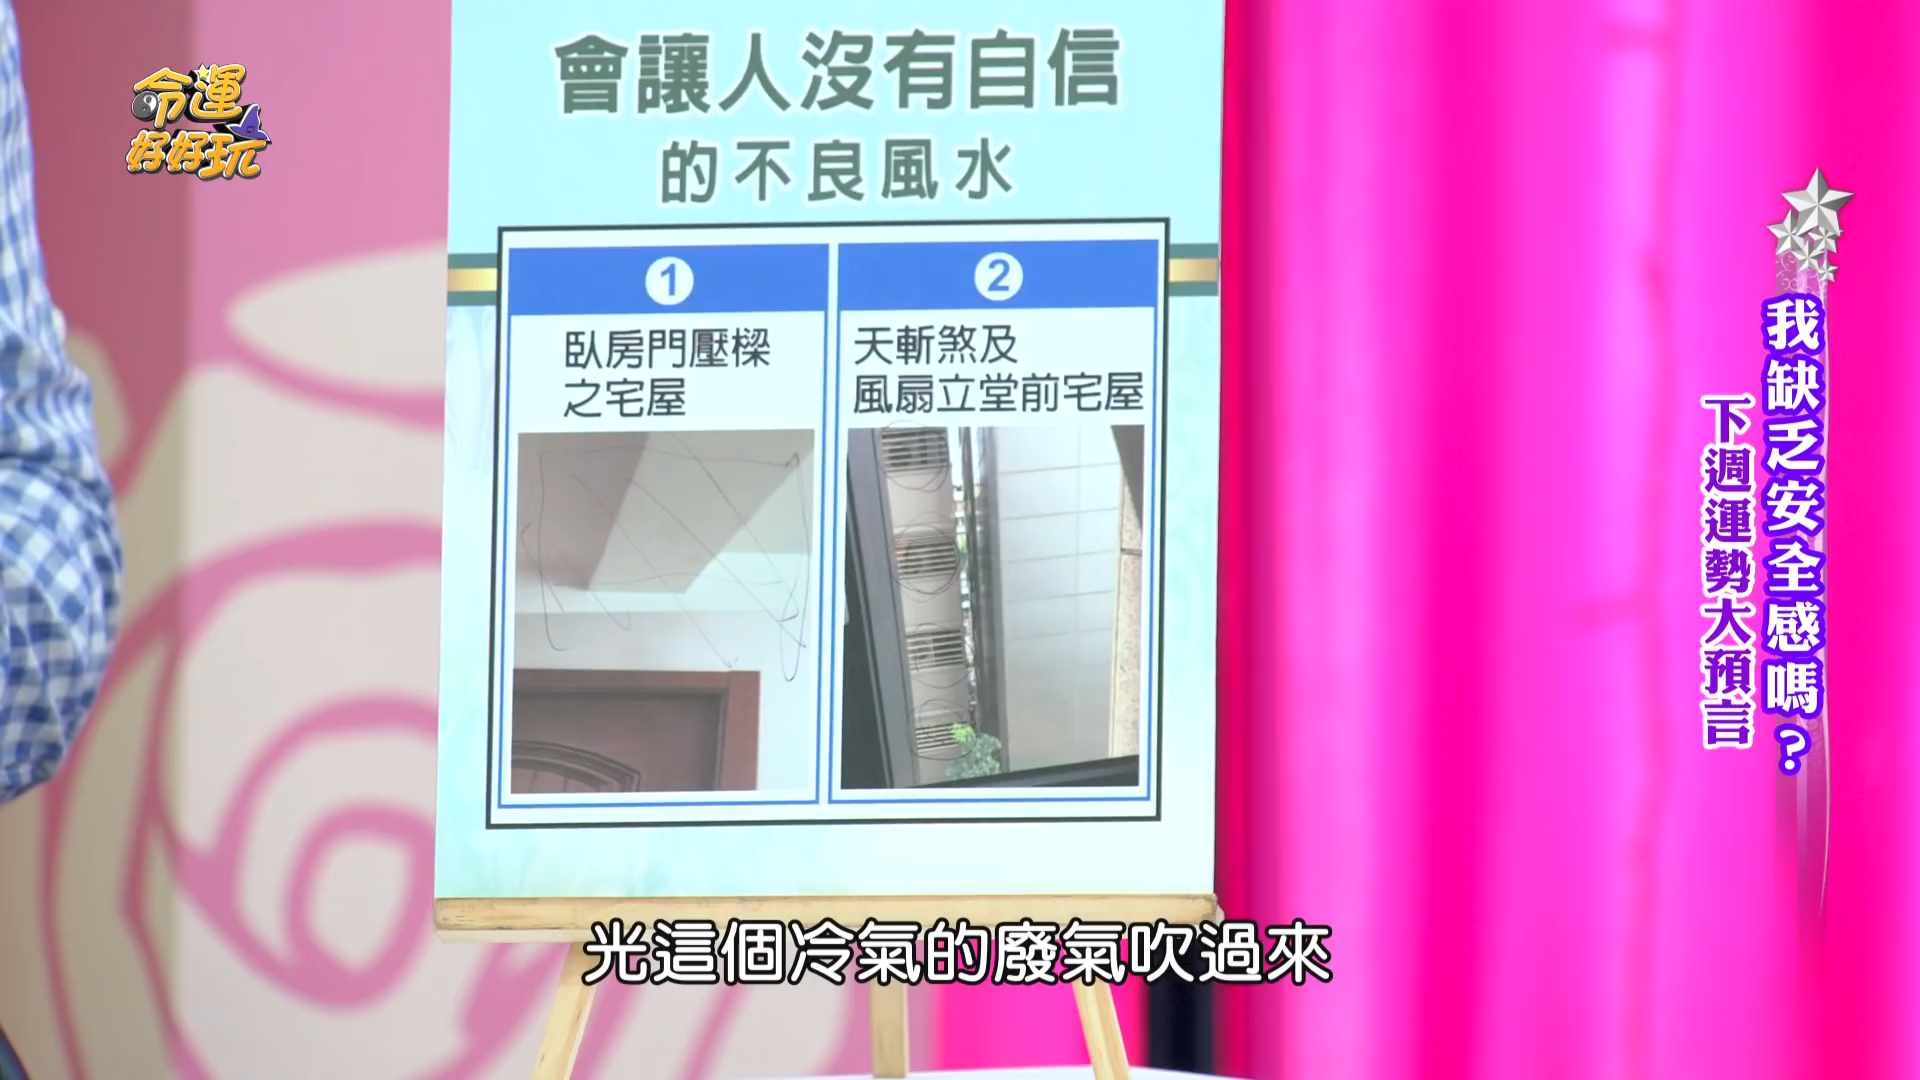 命運
好好玩
會讓人沒有自信
的不良風水
1
臥房門壓樑
之宅屋
2
天斬煞及
風扇立堂前宅屋
我缺乏安全感嗎？
下週運勢大預言
光這個冷氣的廢氣吹過來